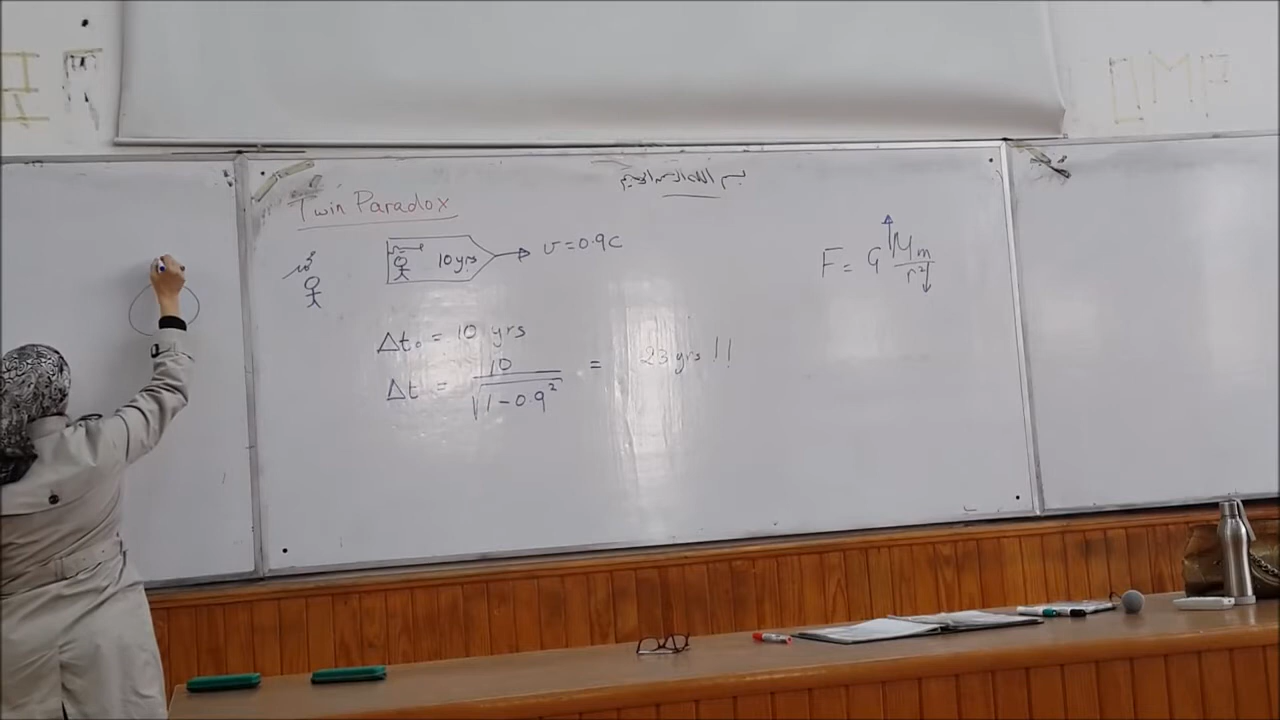 بسم الله الرحمن الرحيم
Twin Paradox
10 yrs
v = 0.9c
Δt₀ = 10 yrs
Δt = 10 / √(1 - 0.9²) = 23 yrs !!
F = G Mm / r²
OMP